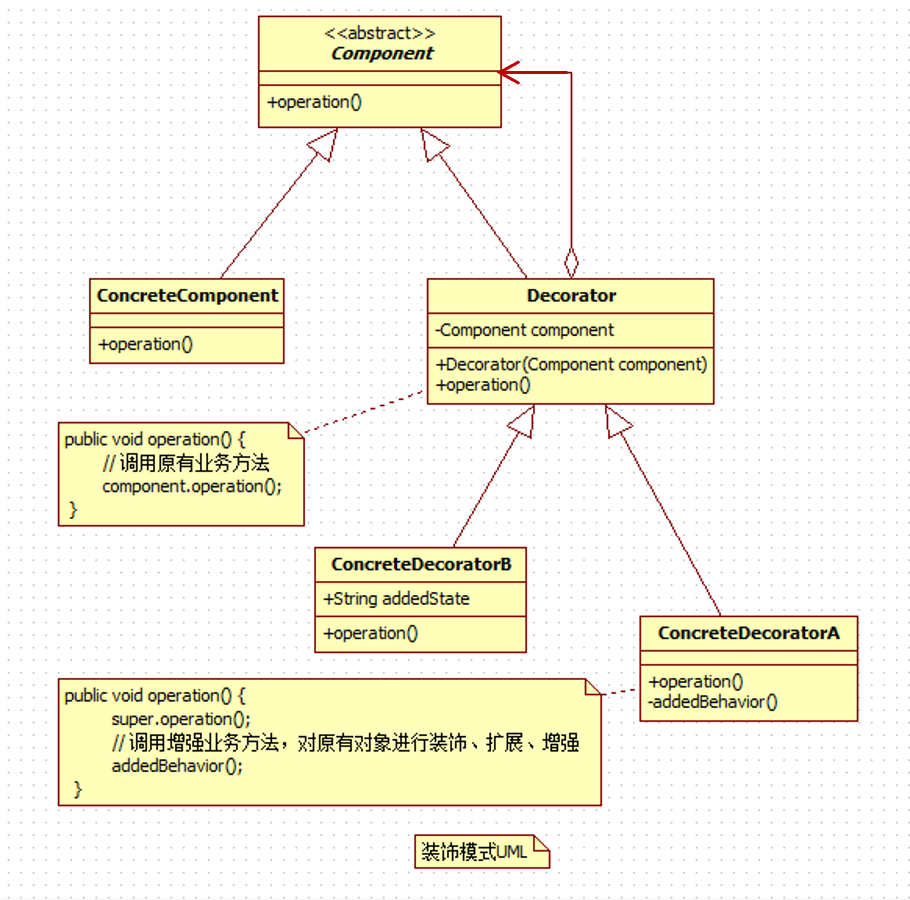 <<abstract>>
Component
+operation()
ConcreteComponent
+operation()
Decorator
-Component component
+Decorator(Component component)
+operation()
public void operation() {
// 调用原有业务方法
component.operation();
}
ConcreteDecoratorB
+String addedState
+operation()
ConcreteDecoratorA
+operation()
-addedBehavior()
public void operation() {
super.operation();
// 调用增强业务方法，对原有对象进行装饰、扩展、增强
addedBehavior();
}
装饰模式UML